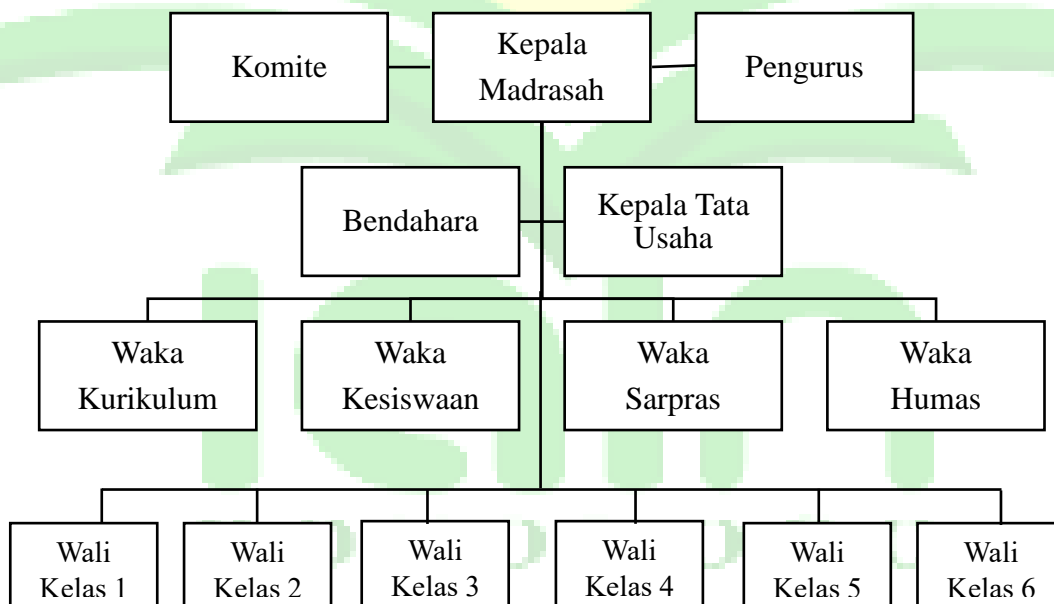 Komite
Kepala
Madrasah
Pengurus
Bendahara
Kepala Tata
Usaha
Waka
Kurikulum
Waka
Kesiswaan
Waka
Sarpras
Waka
Humas
Wali
Kelas 1
Wali
Kelas 2
Wali
Kelas 3
Wali
Kelas 4
Wali
Kelas 5
Wali
Kelas 6